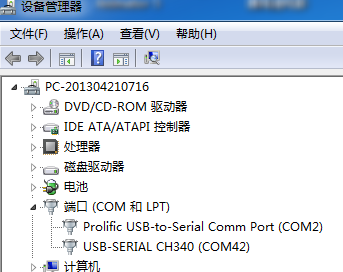 设备管理器
文件(F) 操作(A) 查看(V) 帮助(H)
PC-201304210716
DVD/CD-ROM 驱动器
IDE ATA/ATAPI 控制器
处理器
磁盘驱动器
电池
端口 (COM 和 LPT)
Prolific USB-to-Serial Comm Port (COM2)
USB-SERIAL CH340 (COM42)
计算机